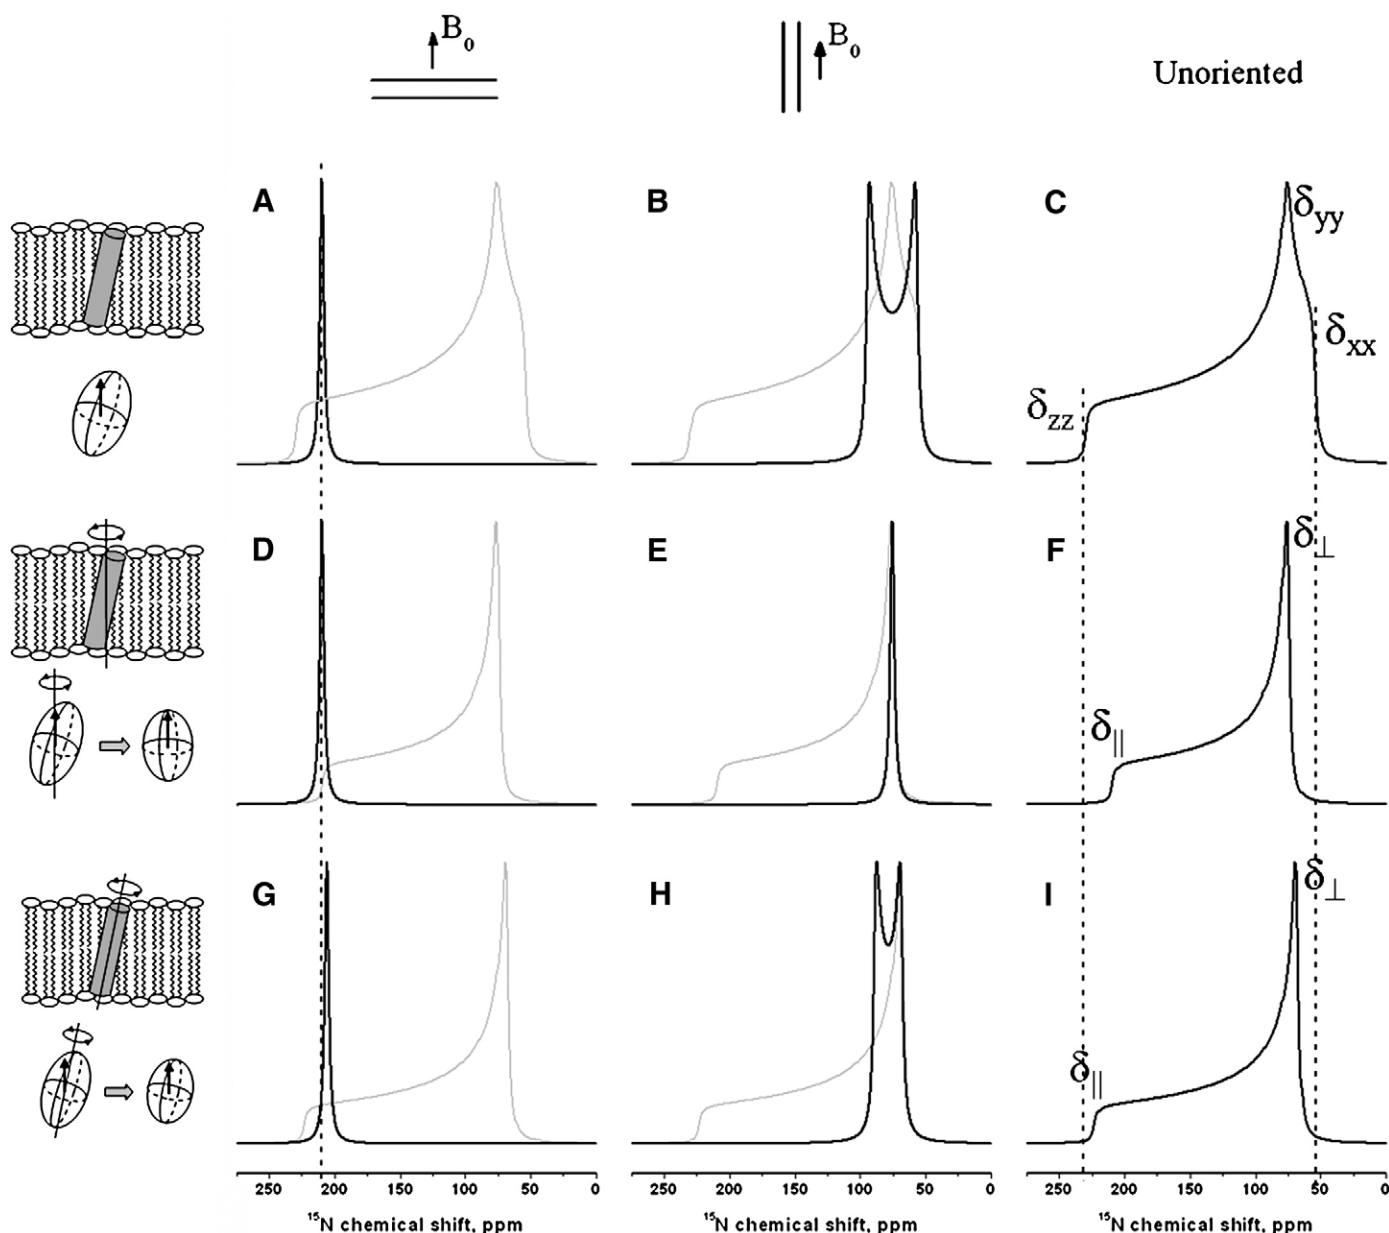 B₀ B₀ Unoriented
A B C δyy
δxx
δzz
D E F δ⊥
δ||
G H I δ⊥
δ||
250 200 150 100 50 0 250 200 150 100 50 0 250 200 150 100 50 0
¹⁵N chemical shift, ppm ¹⁵N chemical shift, ppm ¹⁵N chemical shift, ppm